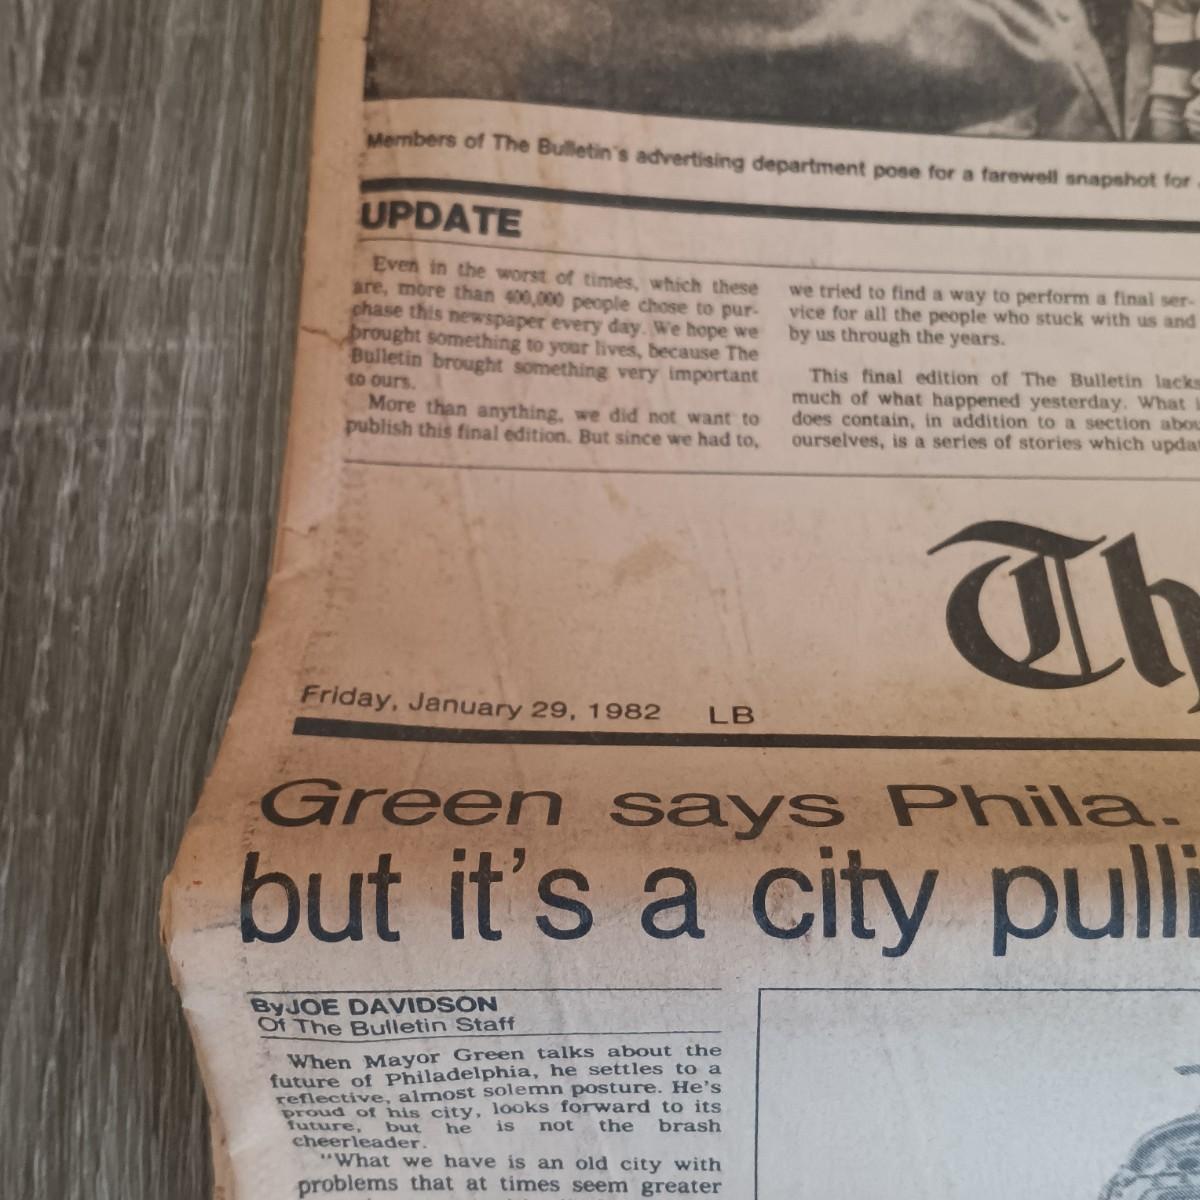 Members of The Bulletin's advertising department pose for a farewell snapshot for
UPDATE
Even in the worst of times, which these
are, more than 400,000 people chose to pur-
chase this newspaper every day. We hope we
brought something to your lives, because The
Bulletin brought something very important
to ours.
More than anything, we did not want to
publish this final edition. But since we had to,
we tried to find a way to perform a final ser-
vice for all the people who stuck with us and
by us through the years.
This final edition of The Bulletin lacks
much of what happened yesterday. What i
does contain, in addition to a section abou
ourselves, is a series of stories which updat
Th
Friday, January 29, 1982 LB
Green says Phila.
but it's a city pulli
By JOE DAVIDSON
Of The Bulletin Staff
When Mayor Green talks about the
future of Philadelphia, he settles to a
reflective, almost solemn posture. He's
proud of his city, looks forward to its
future, but he is not the brash
cheerleader.
"What we have is an old city with
problems that at times seem greater